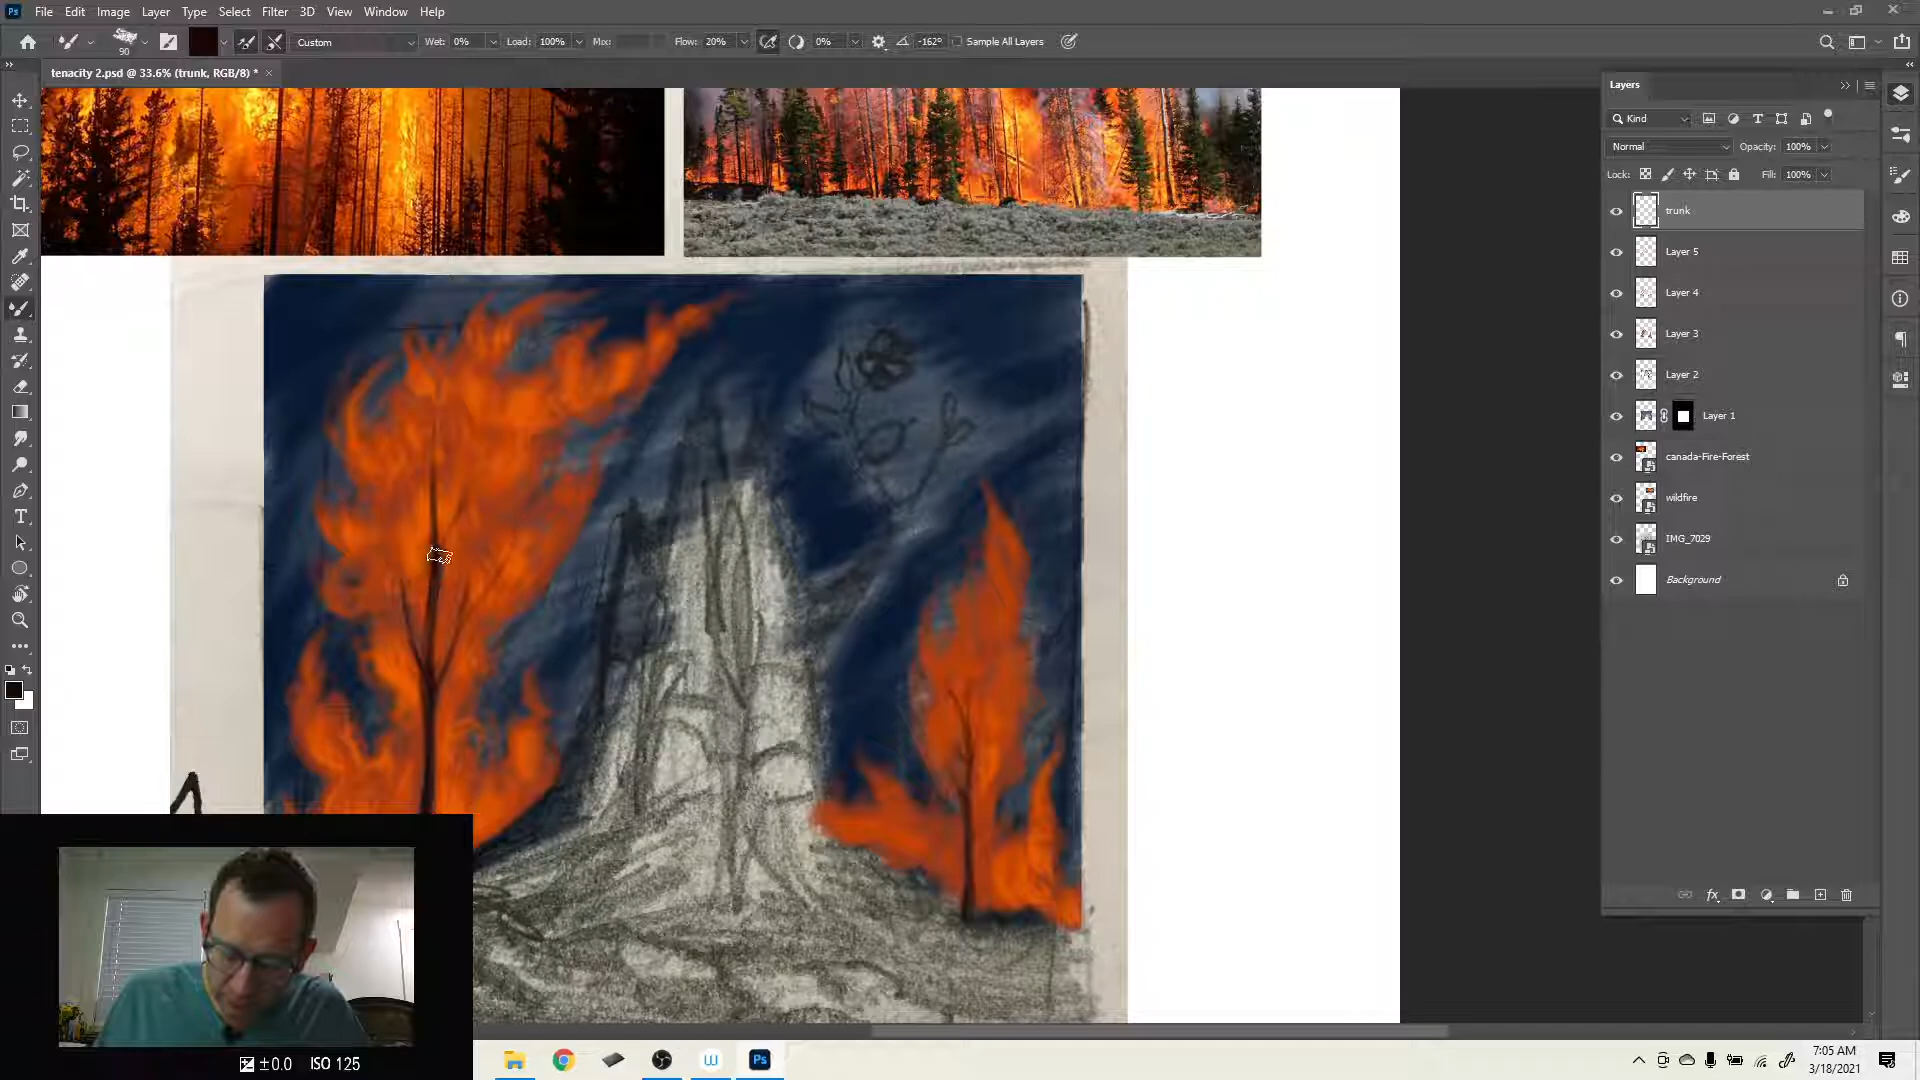 Ps File Edit Image Layer Type Select Filter 3D View Window Help
90 Custom Wet: 0% Load: 100% Mix: Flow: 20% 0% -162° Sample All Layers
tenacity 2.psd @ 33.6% (trunk, RGB/8) *
Layers
Kind
Normal Opacity: 100%
Lock: Fill: 100%
trunk
Layer 5
Layer 4
Layer 3
Layer 2
Layer 1
canada-Fire-Forest
wildfire
IMG_7029
Background
fx
±0.0 ISO 125
Ps
7:05 AM
3/18/2021